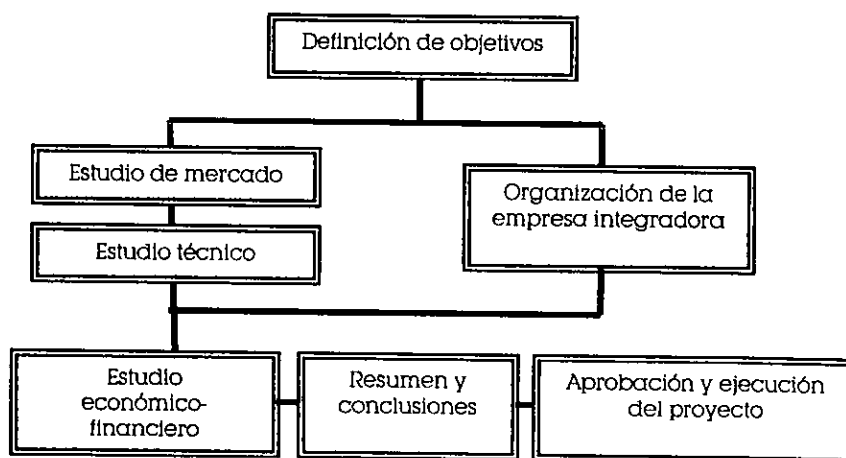 Definición de objetivos
Estudio de mercado
Organización de la
empresa integradora
Estudio técnico
Estudio
económico-
financiero
Resumen y
conclusiones
Aprobación y ejecución
del proyecto